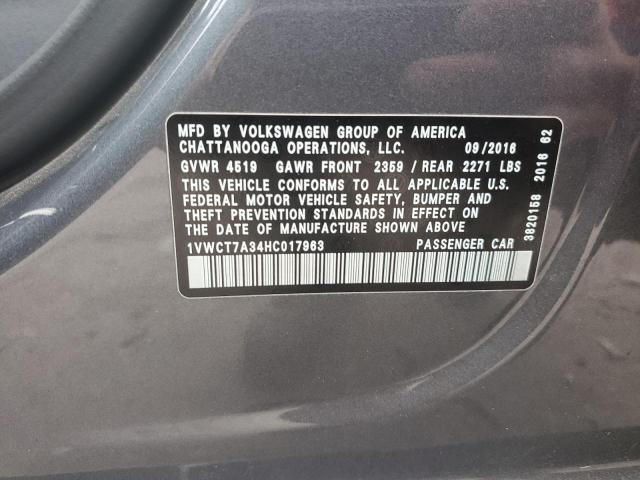 MFD BY VOLKSWAGEN GROUP OF AMERICA
CHATTANOOGA OPERATIONS, LLC. 09/2016
GVWR 4519 GAWR FRONT 2359 / REAR 2271 LBS
THIS VEHICLE CONFORMS TO ALL APPLICABLE U.S.
FEDERAL MOTOR VEHICLE SAFETY, BUMPER AND
THEFT PREVENTION STANDARDS IN EFFECT ON
THE DATE OF MANUFACTURE SHOWN ABOVE
1VWCT7A34HC017963 PASSENGER CAR
3820158 2016 62